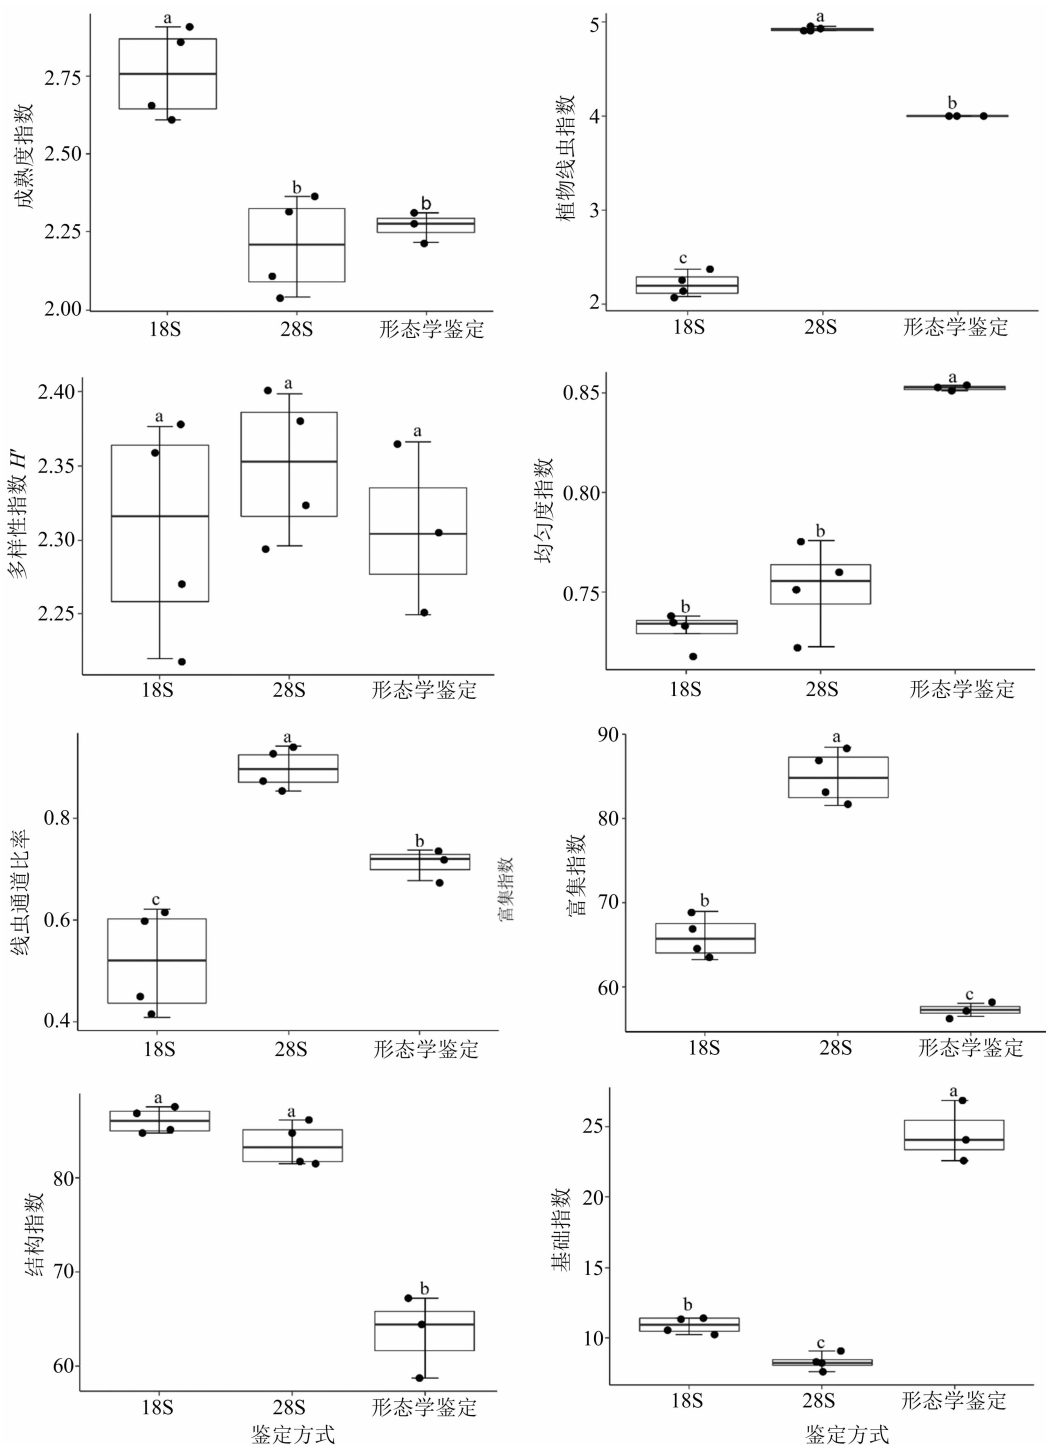 成熟度指数
2.75
2.50
2.25
2.00
a
b
b
18S
28S
形态学鉴定
植物线虫指数
5
4
3
2
c
a
b
18S
28S
形态学鉴定
多样性指数 H′
2.40
2.35
2.30
2.25
a
a
a
18S
28S
形态学鉴定
均匀度指数
0.85
0.80
0.75
b
b
a
18S
28S
形态学鉴定
线虫通道比率
0.8
0.6
0.4
c
a
b
18S
28S
形态学鉴定
富集指数
富集指数
90
80
70
60
b
a
c
18S
28S
形态学鉴定
结构指数
80
70
60
a
a
b
18S
28S
形态学鉴定
鉴定方式
基础指数
25
20
15
10
b
c
a
18S
28S
形态学鉴定
鉴定方式